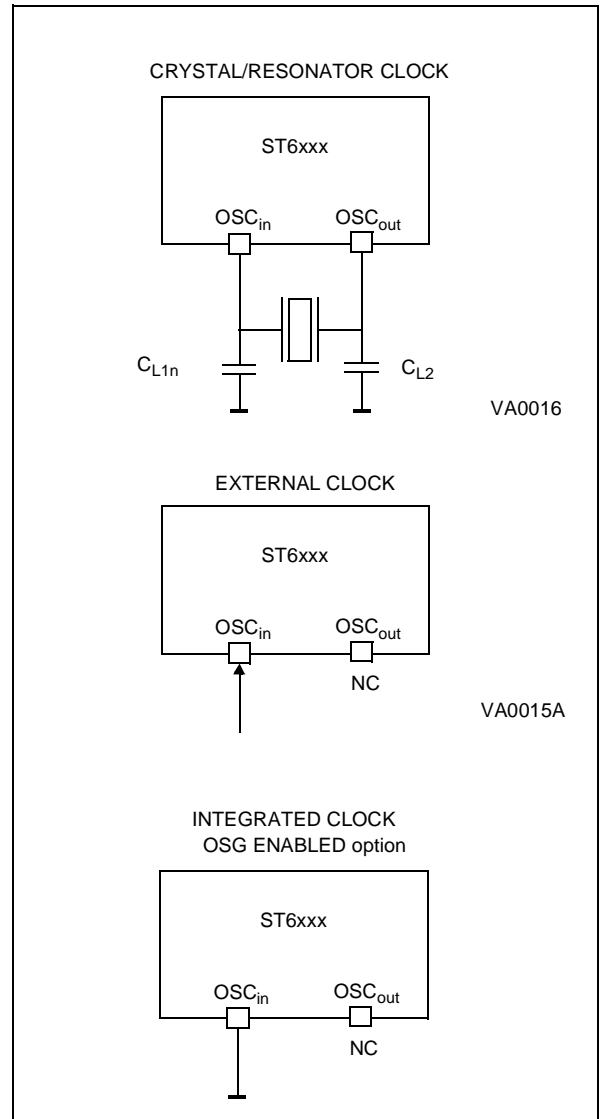 CRYSTAL/RESONATOR CLOCK
ST6xxx
OSCin OSCout
CL1n CL2
VA0016
EXTERNAL CLOCK
ST6xxx
OSCin OSCout
NC
VA0015A
INTEGRATED CLOCK
OSG ENABLED option
ST6xxx
OSCin OSCout
NC